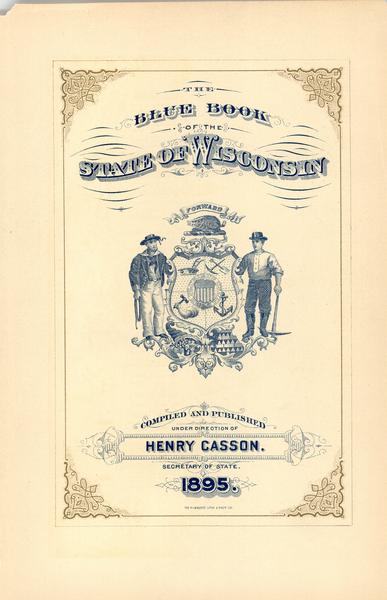 THE
BLUE BOOK
OF THE
STATE OF WISCONSIN
FORWARD
COMPILED AND PUBLISHED
UNDER DIRECTION OF
HENRY CASSON.
SECRETARY OF STATE.
1895.